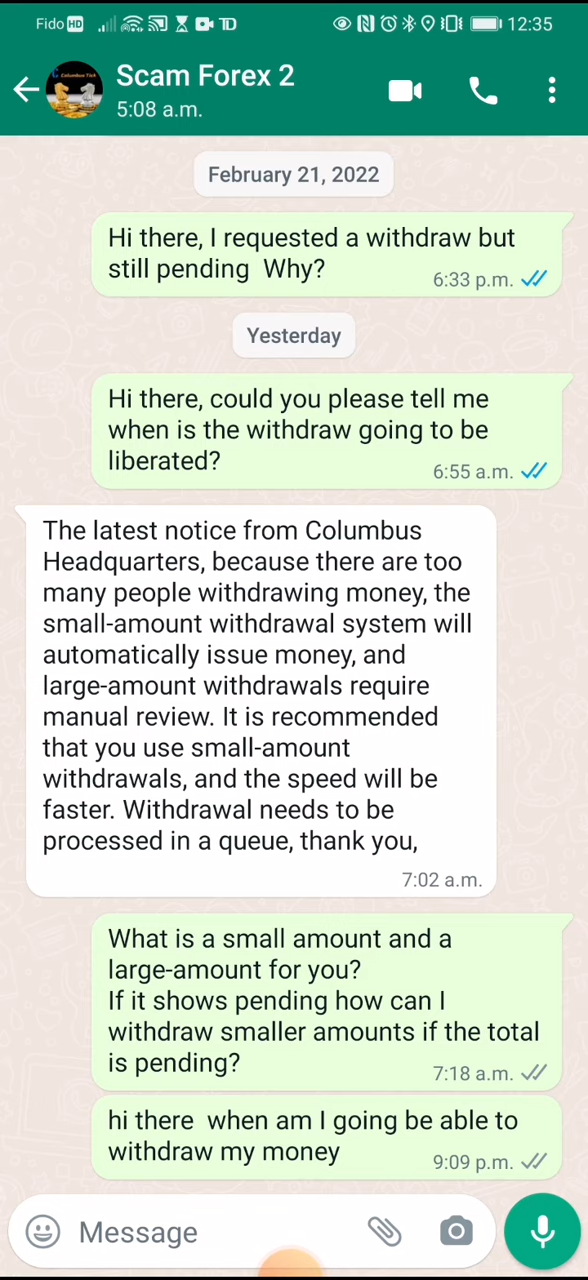 Fido HD TD 12:35
Columbus Tick
Scam Forex 2
5:08 a.m.
February 21, 2022
Hi there, I requested a withdraw but
still pending  Why?
6:33 p.m.
Yesterday
Hi there, could you please tell me
when is the withdraw going to be
liberated?
6:55 a.m.
The latest notice from Columbus
Headquarters, because there are too
many people withdrawing money, the
small-amount withdrawal system will
automatically issue money, and
large-amount withdrawals require
manual review. It is recommended
that you use small-amount
withdrawals, and the speed will be
faster. Withdrawal needs to be
processed in a queue, thank you,
7:02 a.m.
What is a small amount and a
large-amount for you?
If it shows pending how can I
withdraw smaller amounts if the total
is pending?
7:18 a.m.
hi there  when am I going be able to
withdraw my money
9:09 p.m.
Message